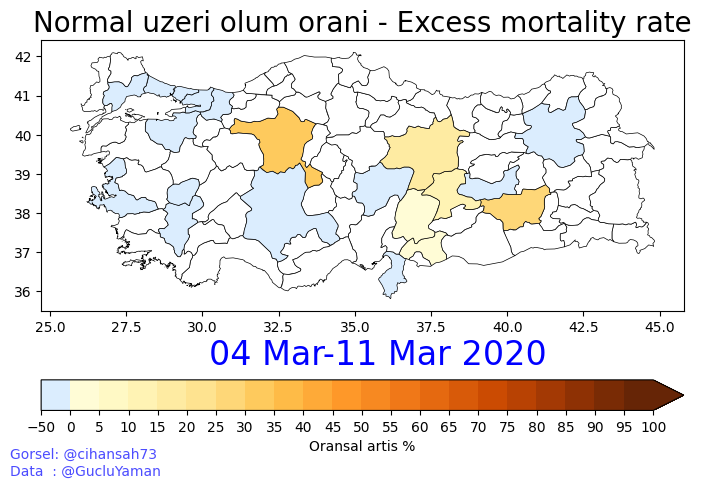 Normal uzeri olum orani - Excess mortality rate
42
41
40
39
38
37
36
25.0 27.5 30.0 32.5 35.0 37.5 40.0 42.5 45.0
04 Mar-11 Mar 2020
−50 0 5 10 15 20 25 30 35 40 45 50 55 60 65 70 75 80 85 90 95 100
Oransal artis %
Gorsel: @cihansah73
Data : @GucluYaman